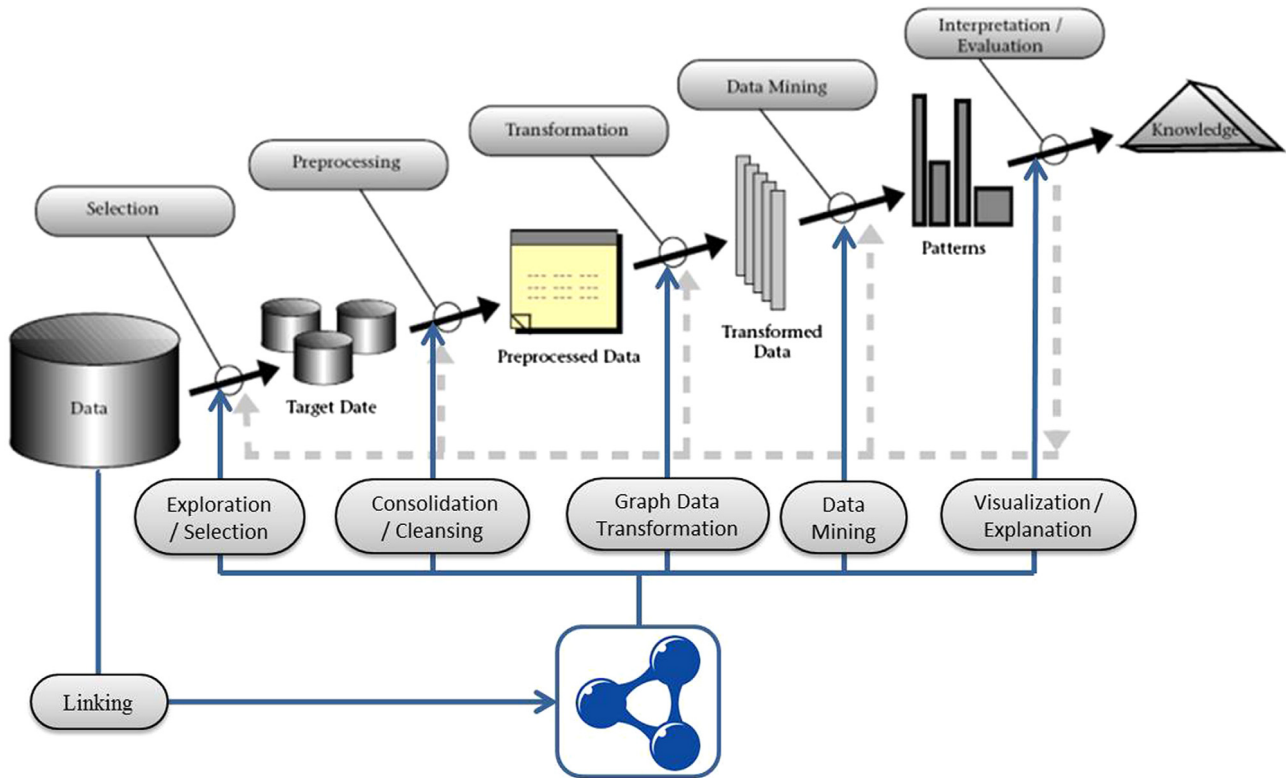 Interpretation /
Evaluation
Data Mining
Transformation
Preprocessing
Selection
Knowledge
Patterns
Transformed
Data
Preprocessed Data
Target Date
Data
Exploration
/ Selection
Consolidation
/ Cleansing
Graph Data
Transformation
Data
Mining
Visualization /
Explanation
Linking